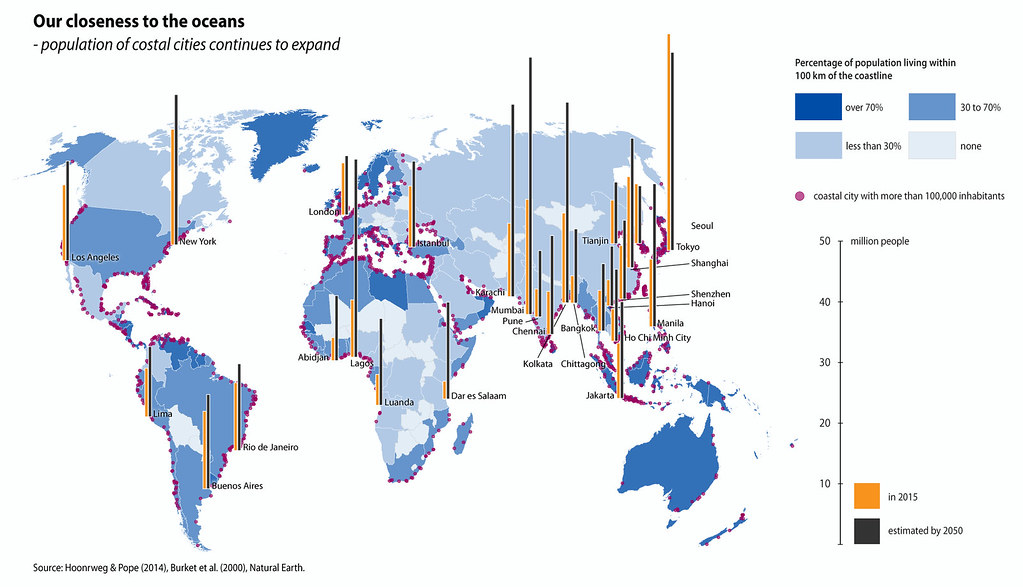 Our closeness to the oceans
- population of costal cities continues to expand
Percentage of population living within
100 km of the coastline
over 70%
30 to 70%
less than 30%
none
coastal city with more than 100,000 inhabitants
London
Istanbul
New York
Los Angeles
Tianjin
Seoul
Tokyo
Shanghai
Karachi
Mumbai
Pune
Chennai
Kolkata
Chittagong
Bangkok
Shenzhen
Hanoi
Manila
Ho Chi Minh City
Jakarta
Abidjan
Lagos
Luanda
Dar es Salaam
Lima
Rio de Janeiro
Buenos Aires
50 million people
40
30
20
10
in 2015
estimated by 2050
Source: Hoornweg & Pope (2014), Burket et al. (2000), Natural Earth.